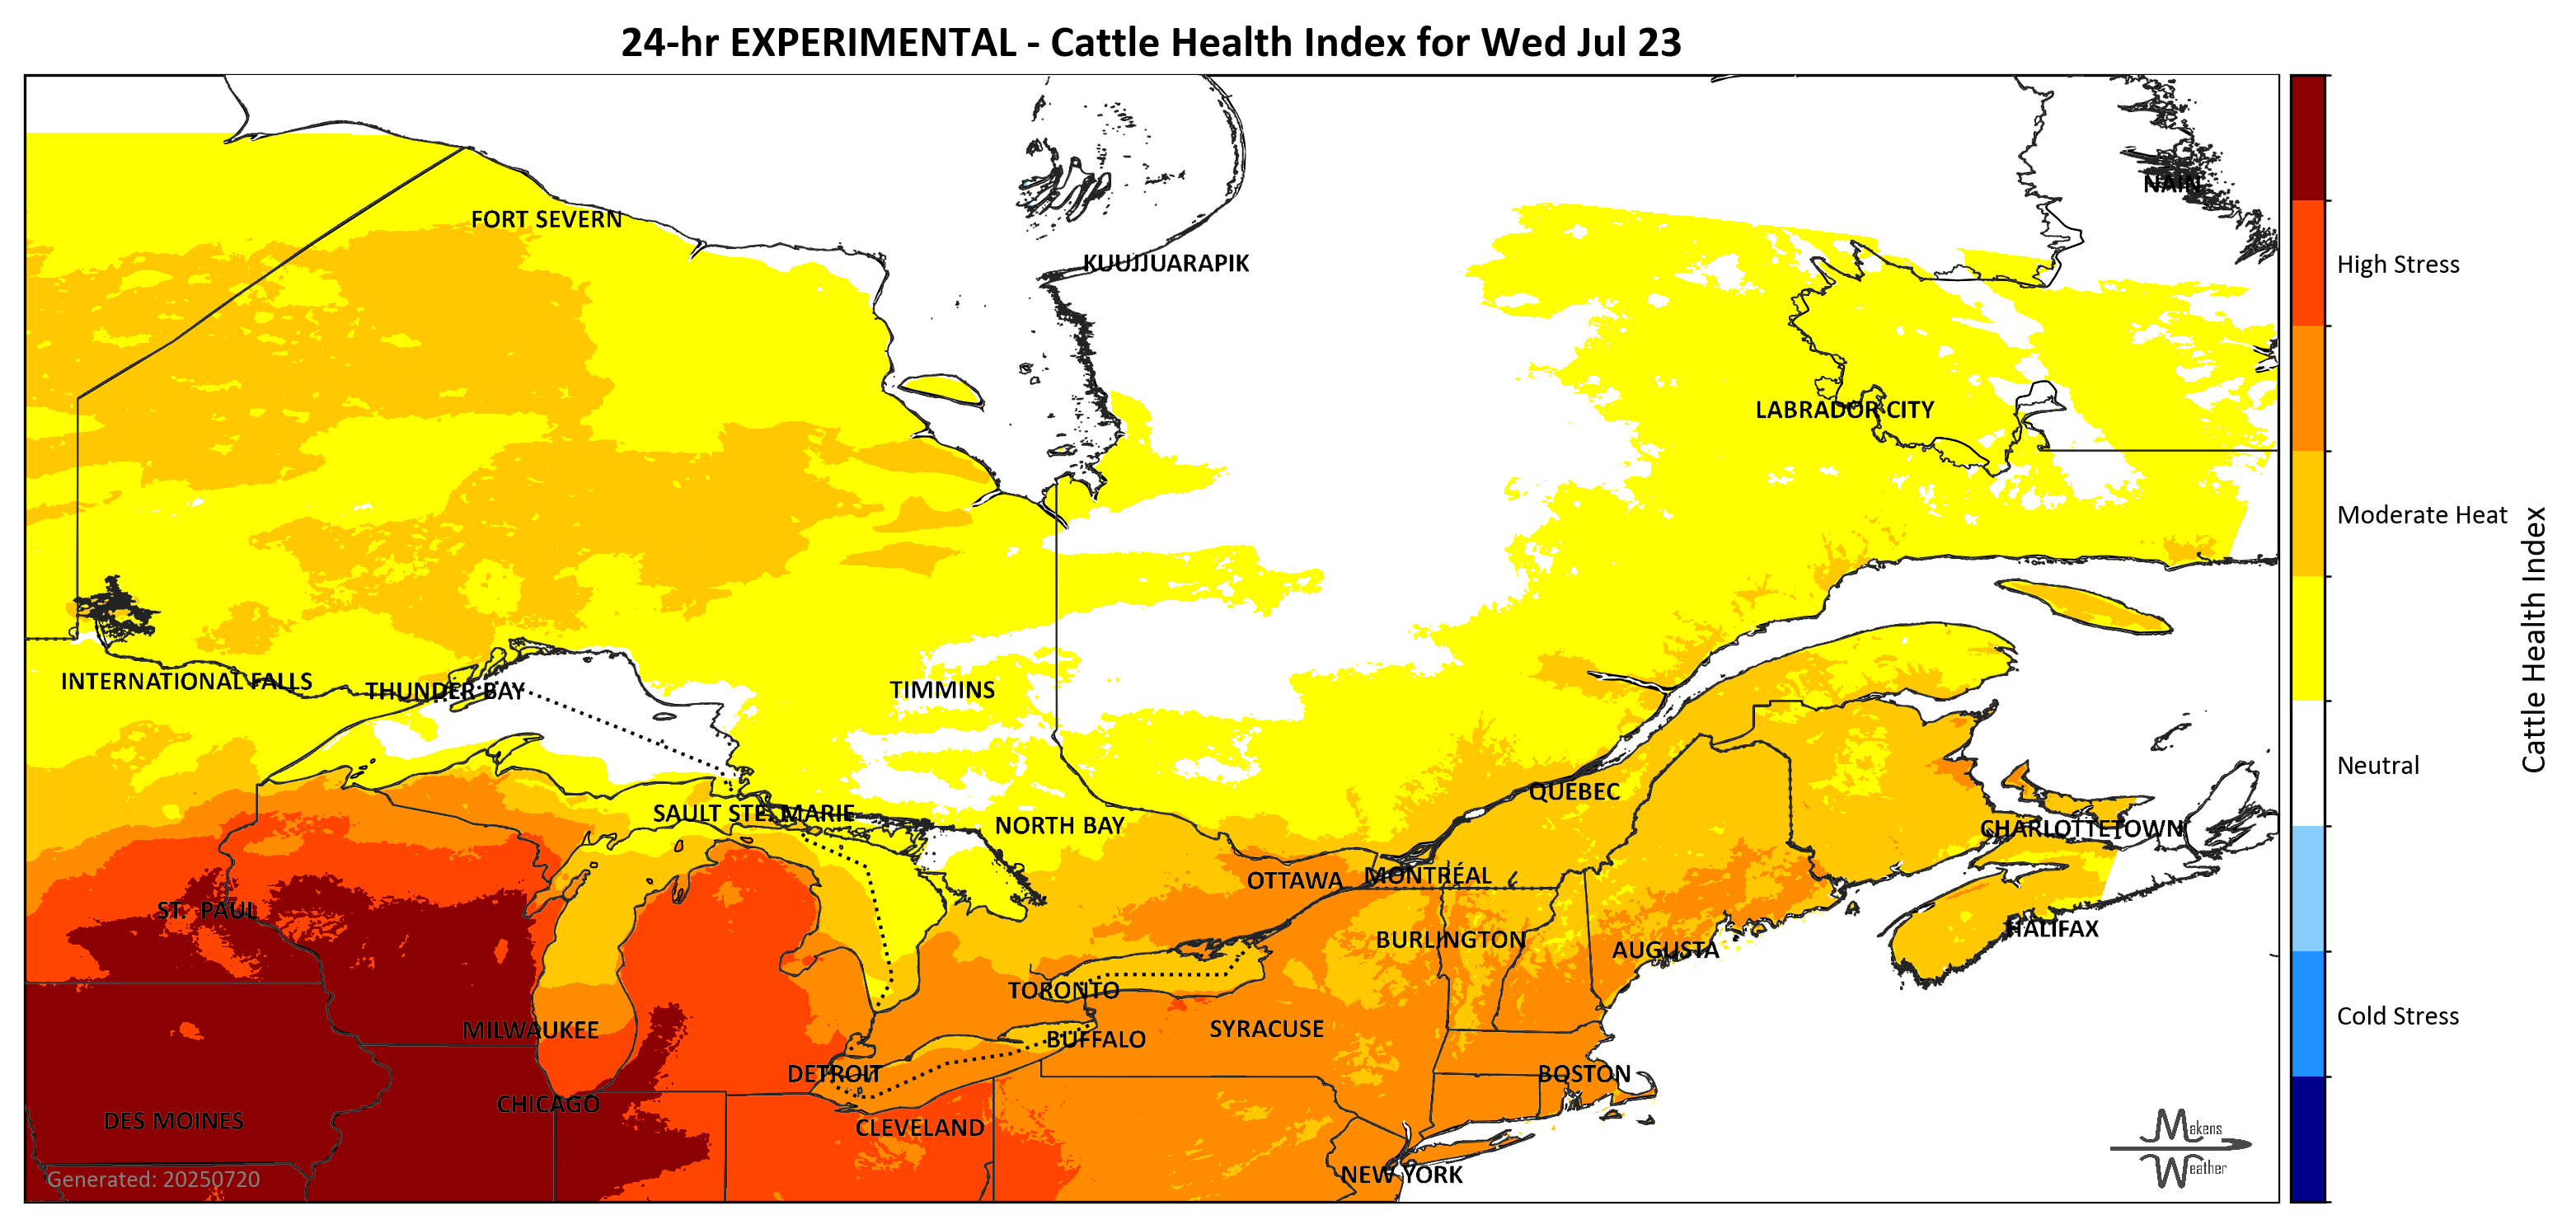 24-hr EXPERIMENTAL - Cattle Health Index for Wed Jul 23
NAIN
FORT SEVERN
KUUJJUARAPIK
High Stress
LABRADOR CITY
Moderate Heat
Cattle Health Index
INTERNATIONAL FALLS
THUNDER BAY
TIMMINS
Neutral
QUEBEC
SAULT STE. MARIE
NORTH BAY
CHARLOTTETOWN
OTTAWA
MONTRÉAL
ST. PAUL
HALIFAX
BURLINGTON
AUGUSTA
TORONTO
Cold Stress
MILWAUKEE
SYRACUSE
BUFFALO
DETROIT
BOSTON
CHICAGO
DES MOINES
CLEVELAND
Makens
Weather
NEW YORK
Generated: 20250720